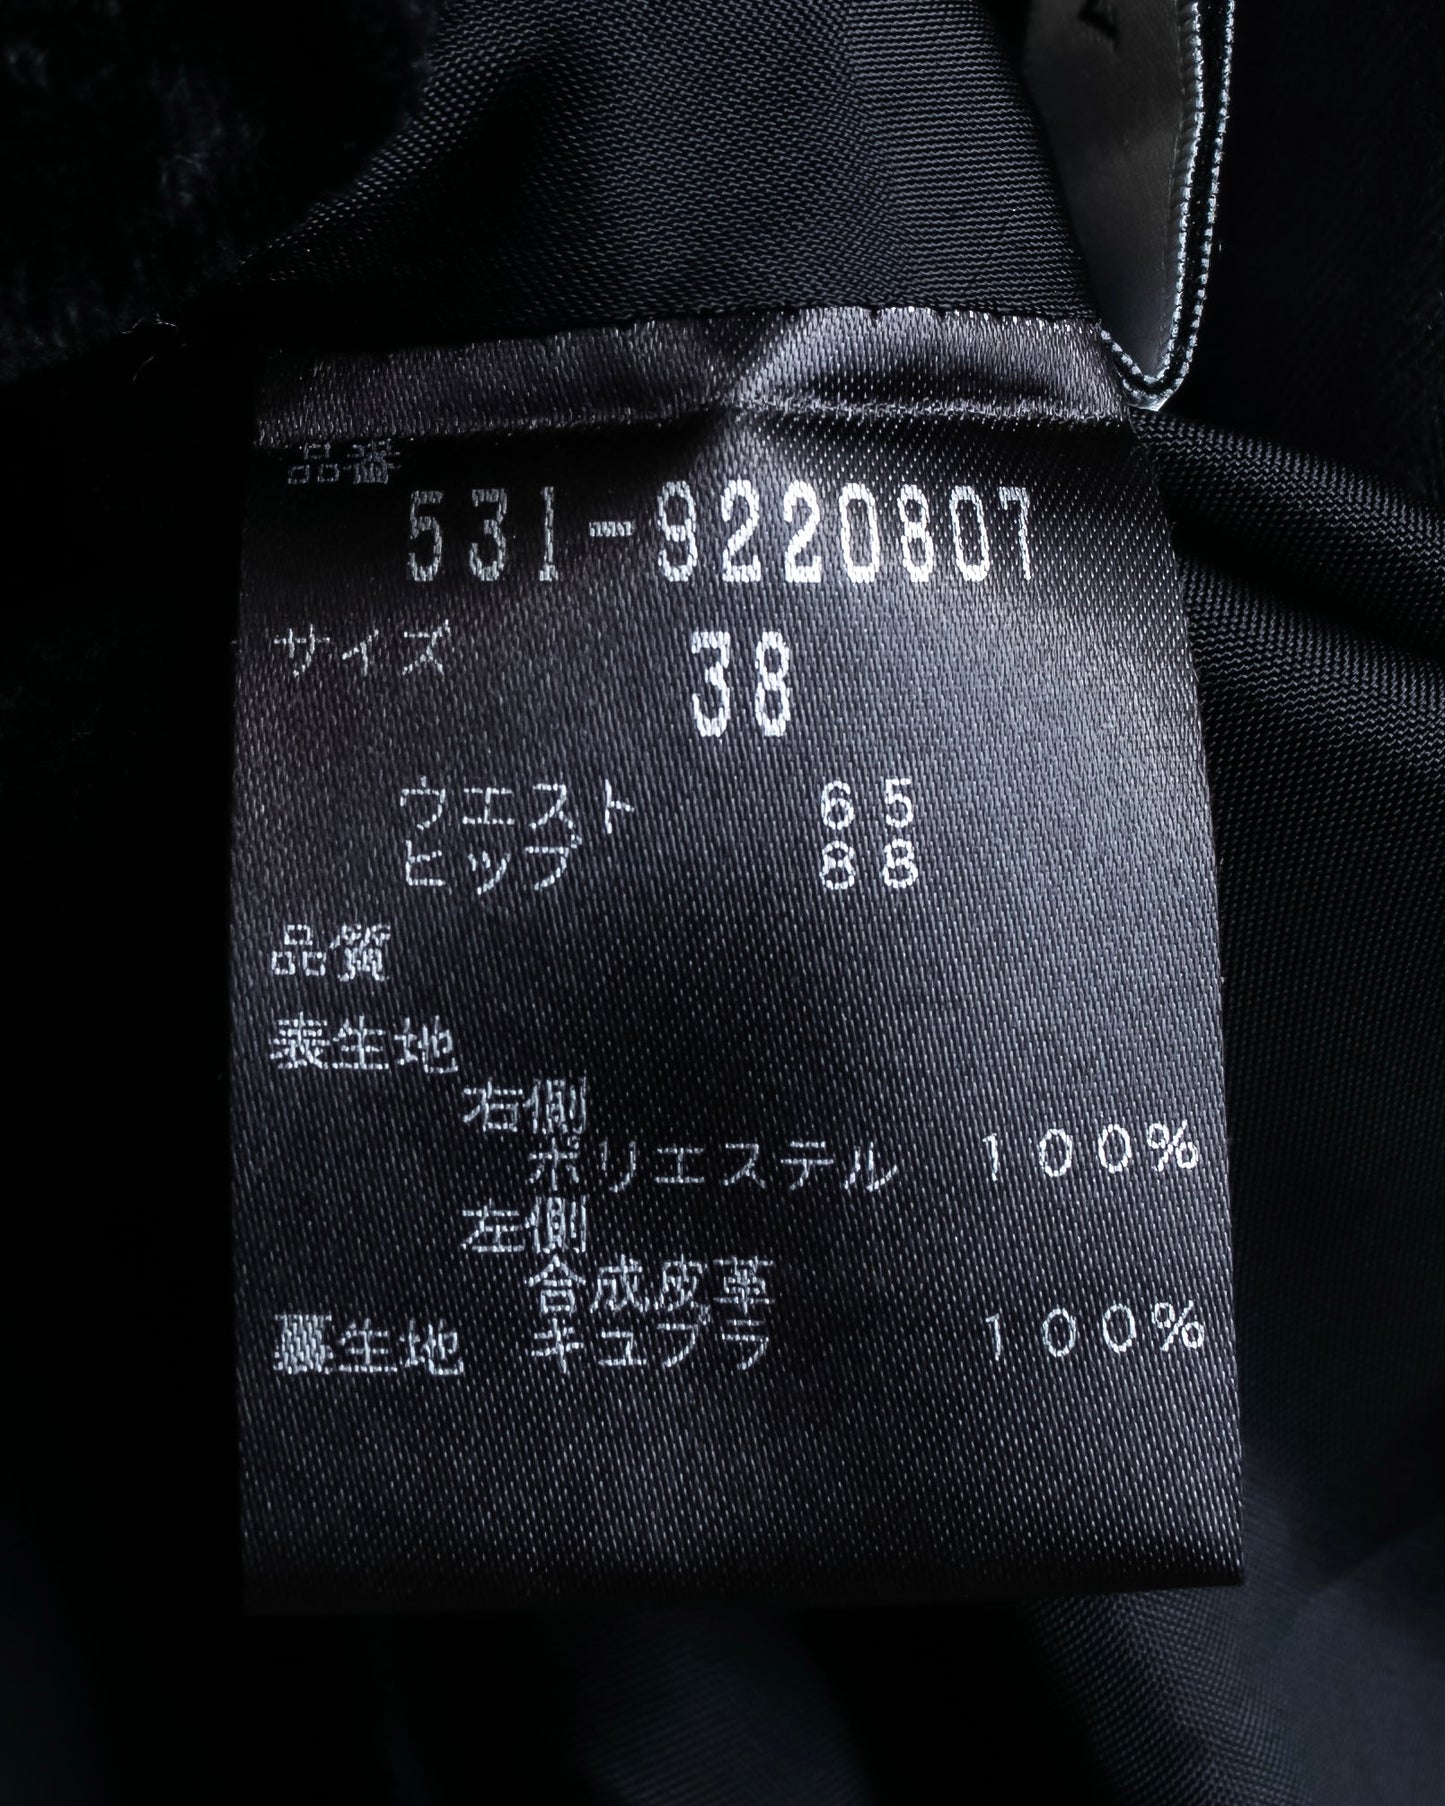 品番
531-9220807
サイズ 38
ウエスト 65
ヒップ 88
品質
表生地
右側
ポリエステル 100%
左側
合成皮革
裏生地 キュプラ 100%